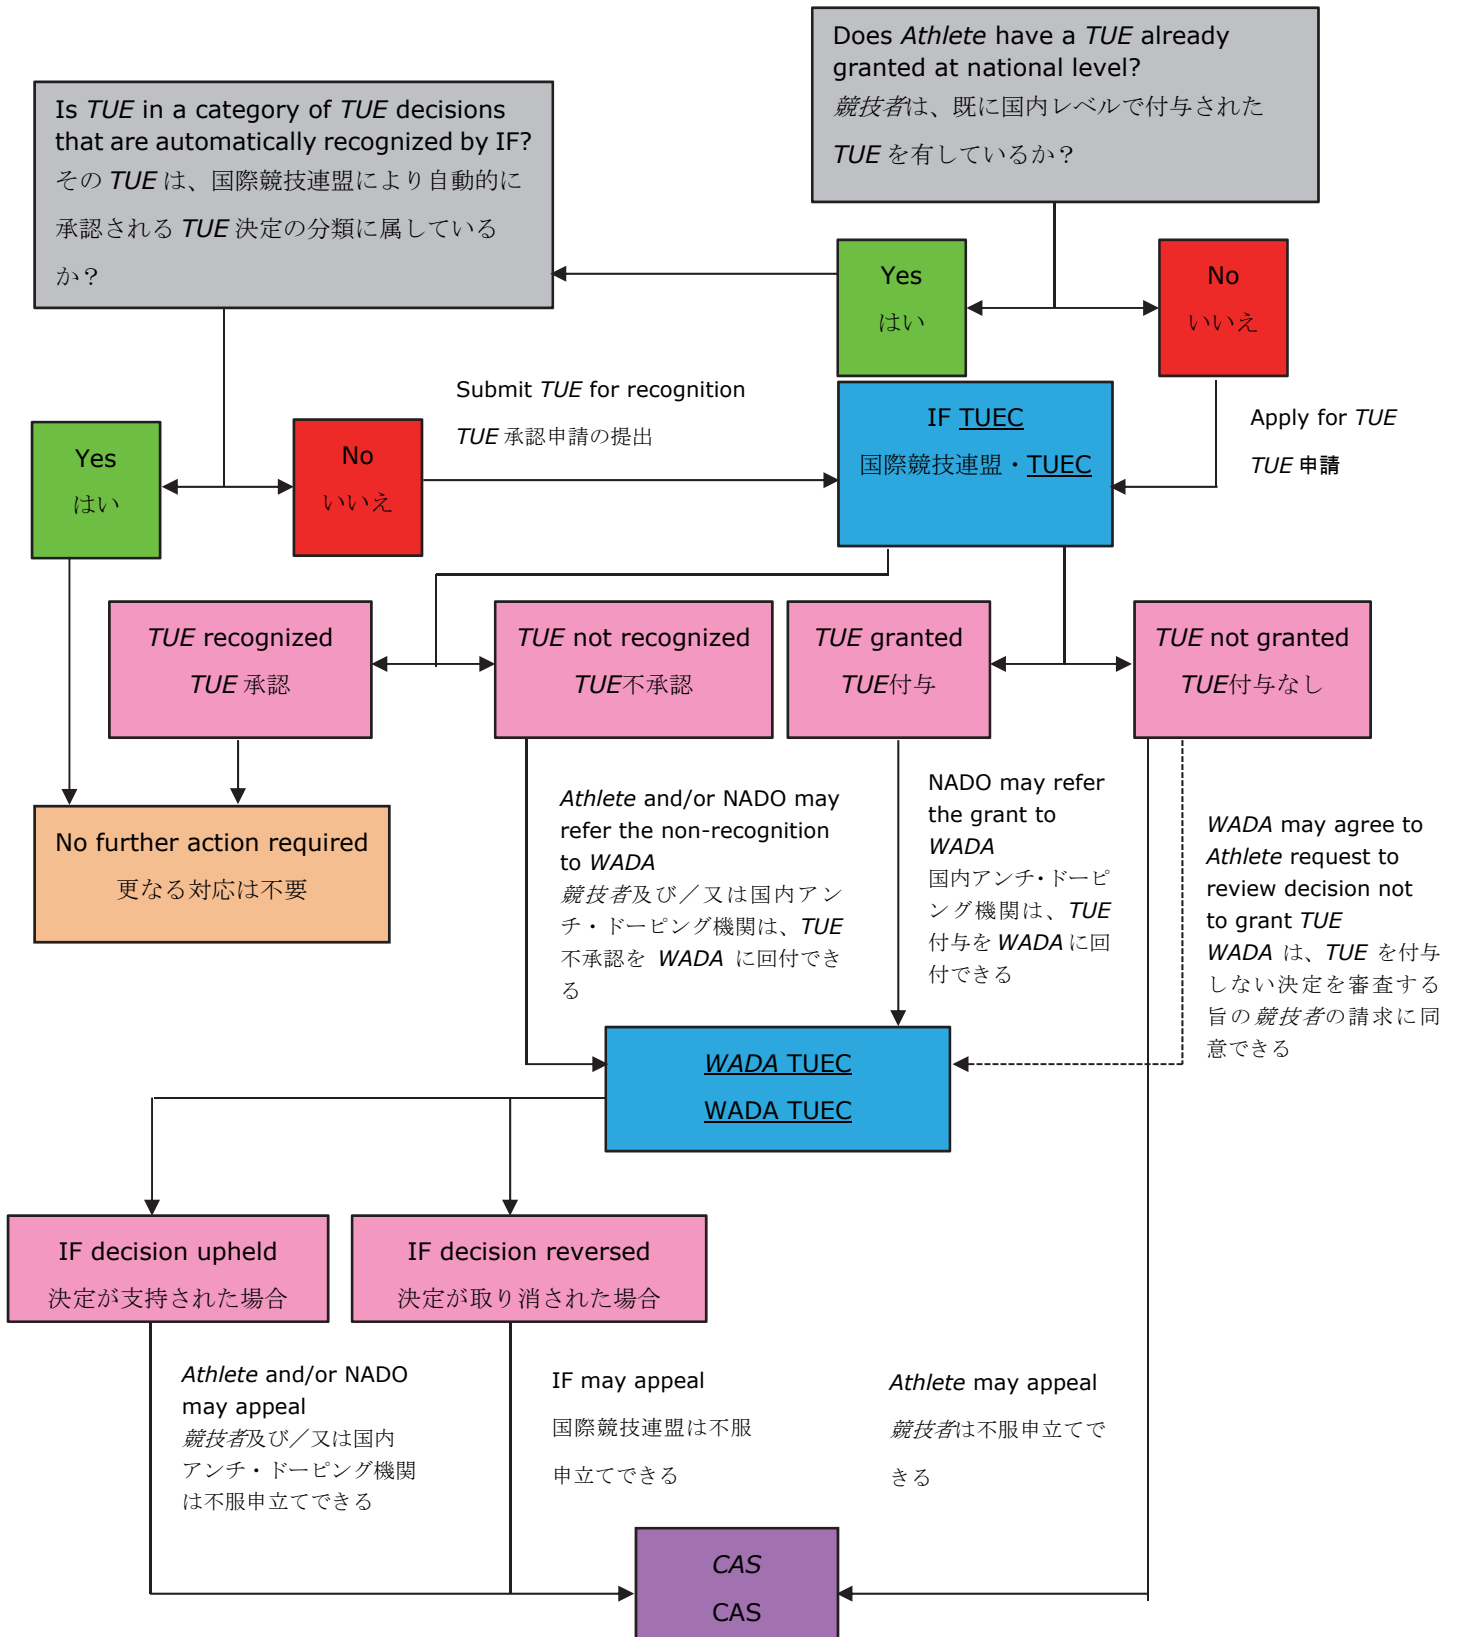 Does Athlete have a TUE already
granted at national level?
競技者は、既に国内レベルで付与された
TUE を有しているか？
Is TUE in a category of TUE decisions
that are automatically recognized by IF?
その TUE は、国際競技連盟により自動的に
承認される TUE 決定の分類に属している
か？
Yes
はい
No
いいえ
Submit TUE for recognition
TUE 承認申請の提出
IF TUEC
国際競技連盟・TUEC
Apply for TUE
TUE 申請
Yes
はい
No
いいえ
TUE recognized
TUE 承認
TUE not recognized
TUE不承認
TUE granted
TUE付与
TUE not granted
TUE付与なし
No further action required
更なる対応は不要
Athlete and/or NADO may
refer the non-recognition
to WADA
競技者及び／又は国内アン
チ・ドーピング機関は、TUE
不承認を WADA に回付でき
る
NADO may refer
the grant to
WADA
国内アンチ・ドーピ
ング機関は、TUE
付与を WADA に回
付できる
WADA may agree to
Athlete request to
review decision not
to grant TUE
WADA は、TUE を付与
しない決定を審査する
旨の競技者の請求に同
意できる
WADA TUEC
WADA TUEC
IF decision upheld
決定が支持された場合
IF decision reversed
決定が取り消された場合
Athlete and/or NADO
may appeal
競技者及び／又は国内
アンチ・ドーピング機関
は不服申立てできる
IF may appeal
国際競技連盟は不服
申立てできる
Athlete may appeal
競技者は不服申立てで
きる
CAS
CAS